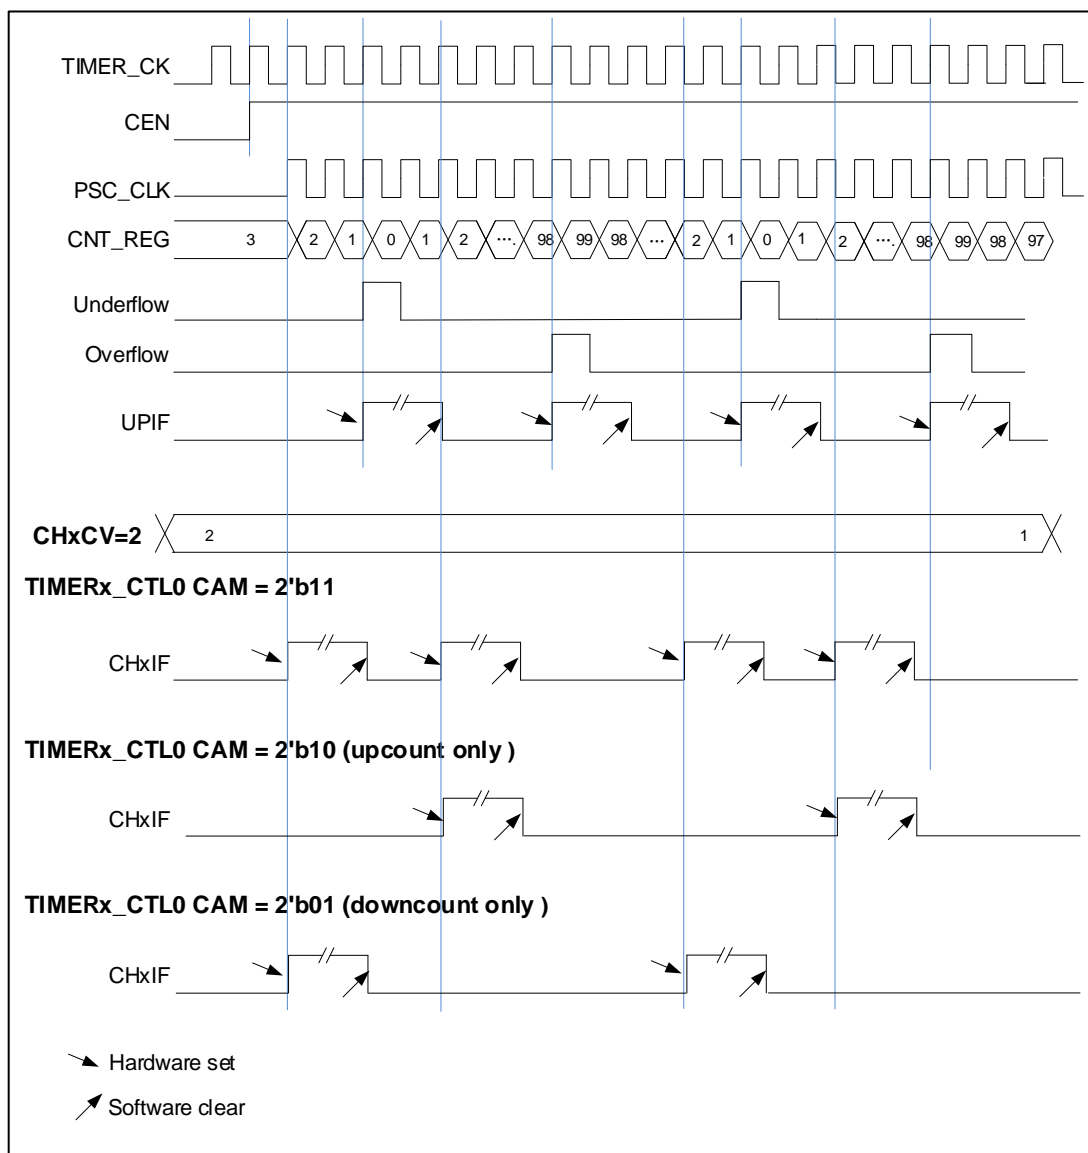 TIMER_CK
CEN
PSC_CLK
CNT_REG 3 2 1 0 1 2 .... 98 99 98 ... 2 1 0 1 2 .... 98 99 98 97
Underflow
Overflow
UPIF
CHxCV=2 2 1
TIMERx_CTL0 CAM = 2'b11
CHxIF
TIMERx_CTL0 CAM = 2'b10 (upcount only )
CHxIF
TIMERx_CTL0 CAM = 2'b01 (downcount only )
CHxIF
Hardware set
Software clear